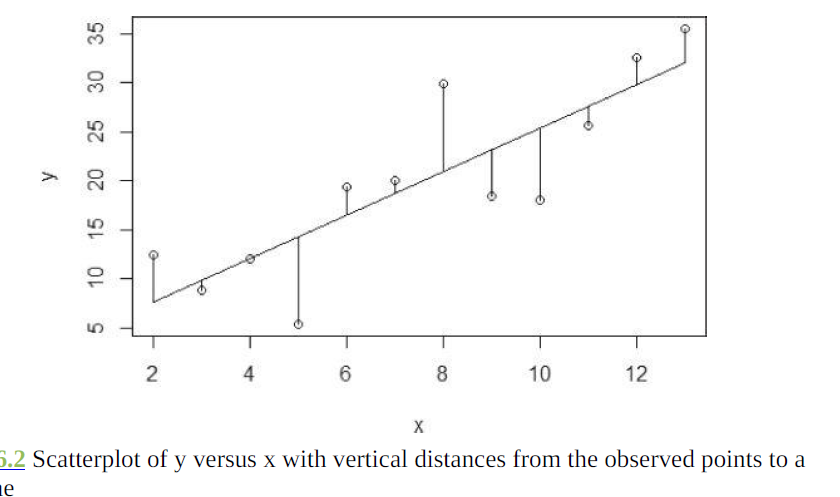 35
30
25
20
15
10
5
y
2 4 6 8 10 12
x
6.2 Scatterplot of y versus x with vertical distances from the observed points to a